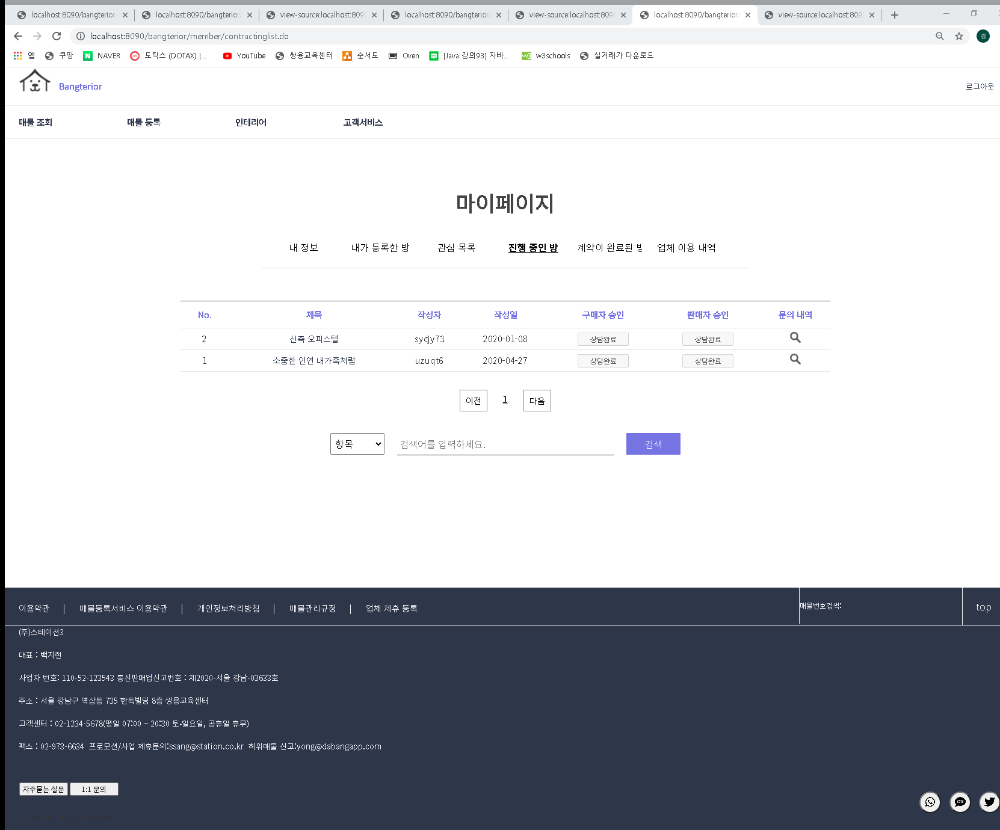 localhost:8090/bangterior/ localhost:8090/bangterior/ view-source:localhost:809 localhost:8090/bangterior/ view-source:localhost:809 localhost:8090/bangterior/ view-source:localhost:809
localhost:8090/bangterior/member/contractinglist.do 김
앱 쿠팡 NAVER 도탁스 (DOTAX) |... YouTube 쌍용교육센터 순서도 Oven [Java 강의93] 자바... w3schools 실거래가 다운로드
Bangterior 로그아웃
매물 조회 매물 등록 인테리어 고객서비스
마이페이지
내 정보 내가 등록한 방 관심 목록 진행 중인 방 계약이 완료된 방 업체 이용 내역
No. 제목 작성자 작성일 구매자 승인 판매자 승인 문의 내역
2 신축 오피스텔 sycjy73 2020-01-08 상담완료 상담완료
1 소중한 인연 내가족처럼 uzuqt6 2020-04-27 상담완료 상담완료
이전 1 다음
항목 검색어를 입력하세요. 검색
이용약관 | 매물등록서비스 이용약관 | 개인정보처리방침 | 매물관리규정 | 업체 제휴 등록 매물번호검색: top
(주)스테이션3
대표 : 백지현
사업자 번호: 110-52-123543 통신판매업신고번호 : 제2020-서울 강남-03633호
주소 : 서울 강남구 역삼동 735 한독빌딩 8층 쌍용교육센터
고객센터 : 02-1234-5678(평일 07:00 ~ 20:30 토·일요일, 공휴일 휴무)
팩스 : 02-973-6634 프로모션/사업 제휴문의:ssang@station.co.kr 허위매물 신고:yong@dabangapp.com
자주묻는 질문 1:1 문의